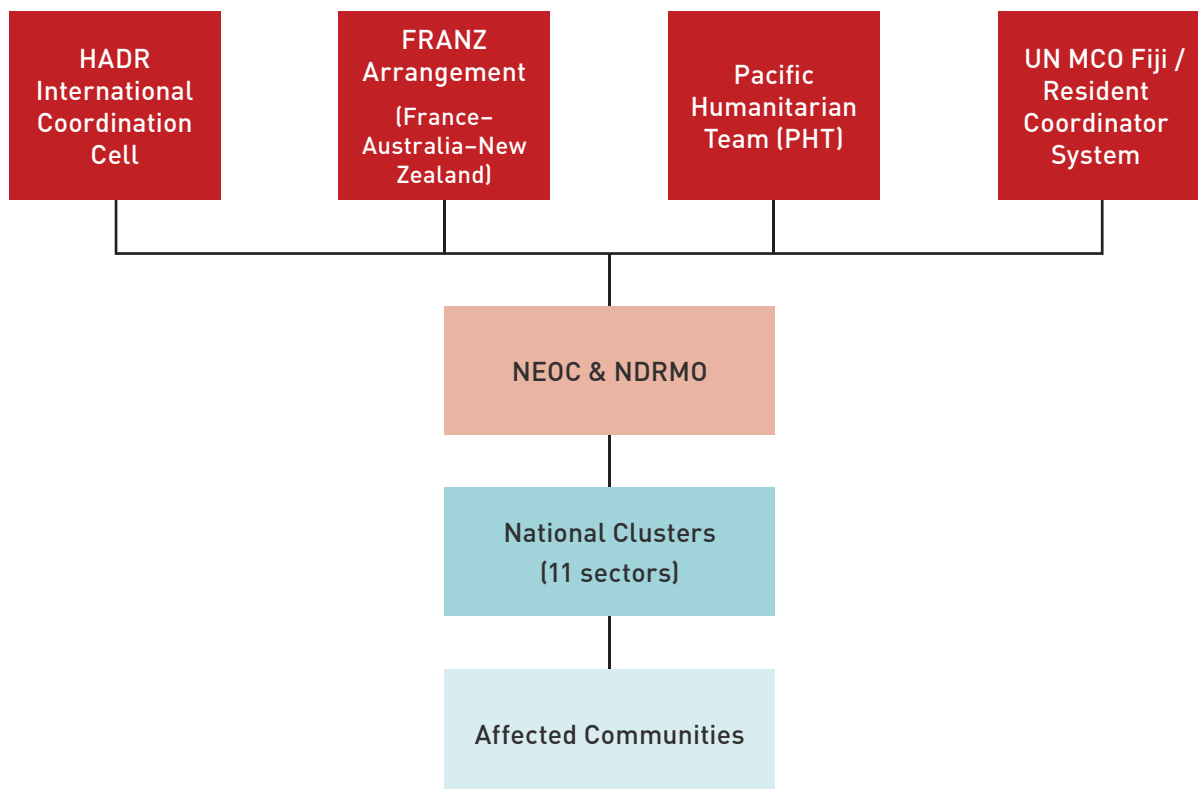 HADR
International
Coordination
Cell
FRANZ
Arrangement
(France–
Australia–New
Zealand)
Pacific
Humanitarian
Team (PHT)
UN MCO Fiji /
Resident
Coordinator
System
NEOC & NDRMO
National Clusters
(11 sectors)
Affected Communities